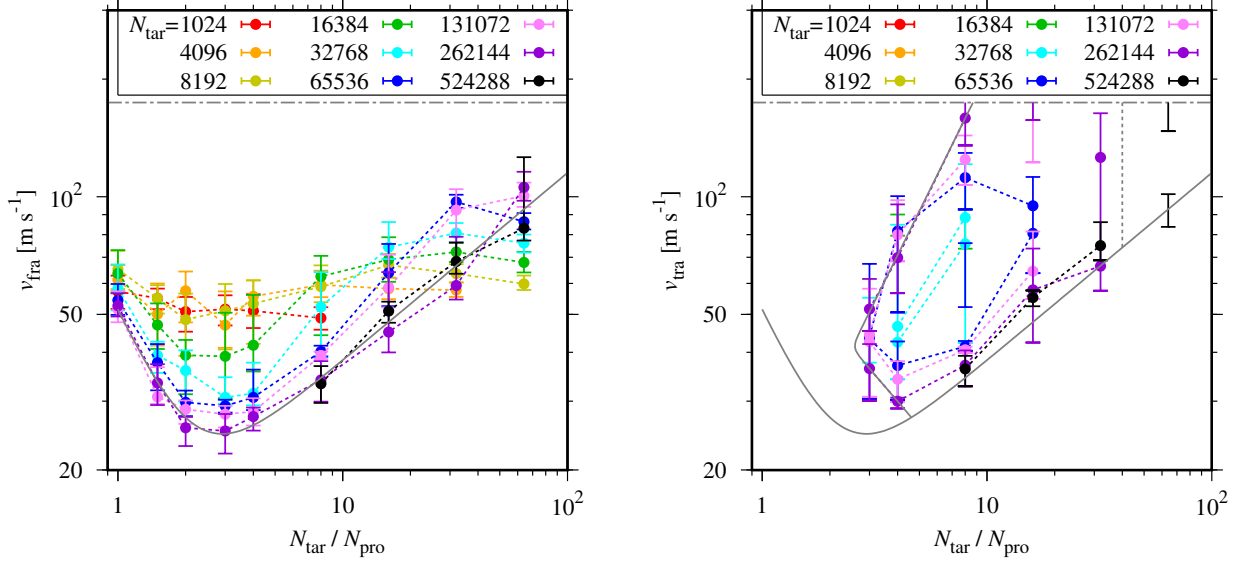 N_tar=1024 16384 131072
4096 32768 262144
8192 65536 524288
10^2
50
20
v_fra [m s^-1]
1 10 10^2
N_tar / N_pro
N_tar=1024 16384 131072
4096 32768 262144
8192 65536 524288
10^2
50
20
v_tra [m s^-1]
1 10 10^2
N_tar / N_pro